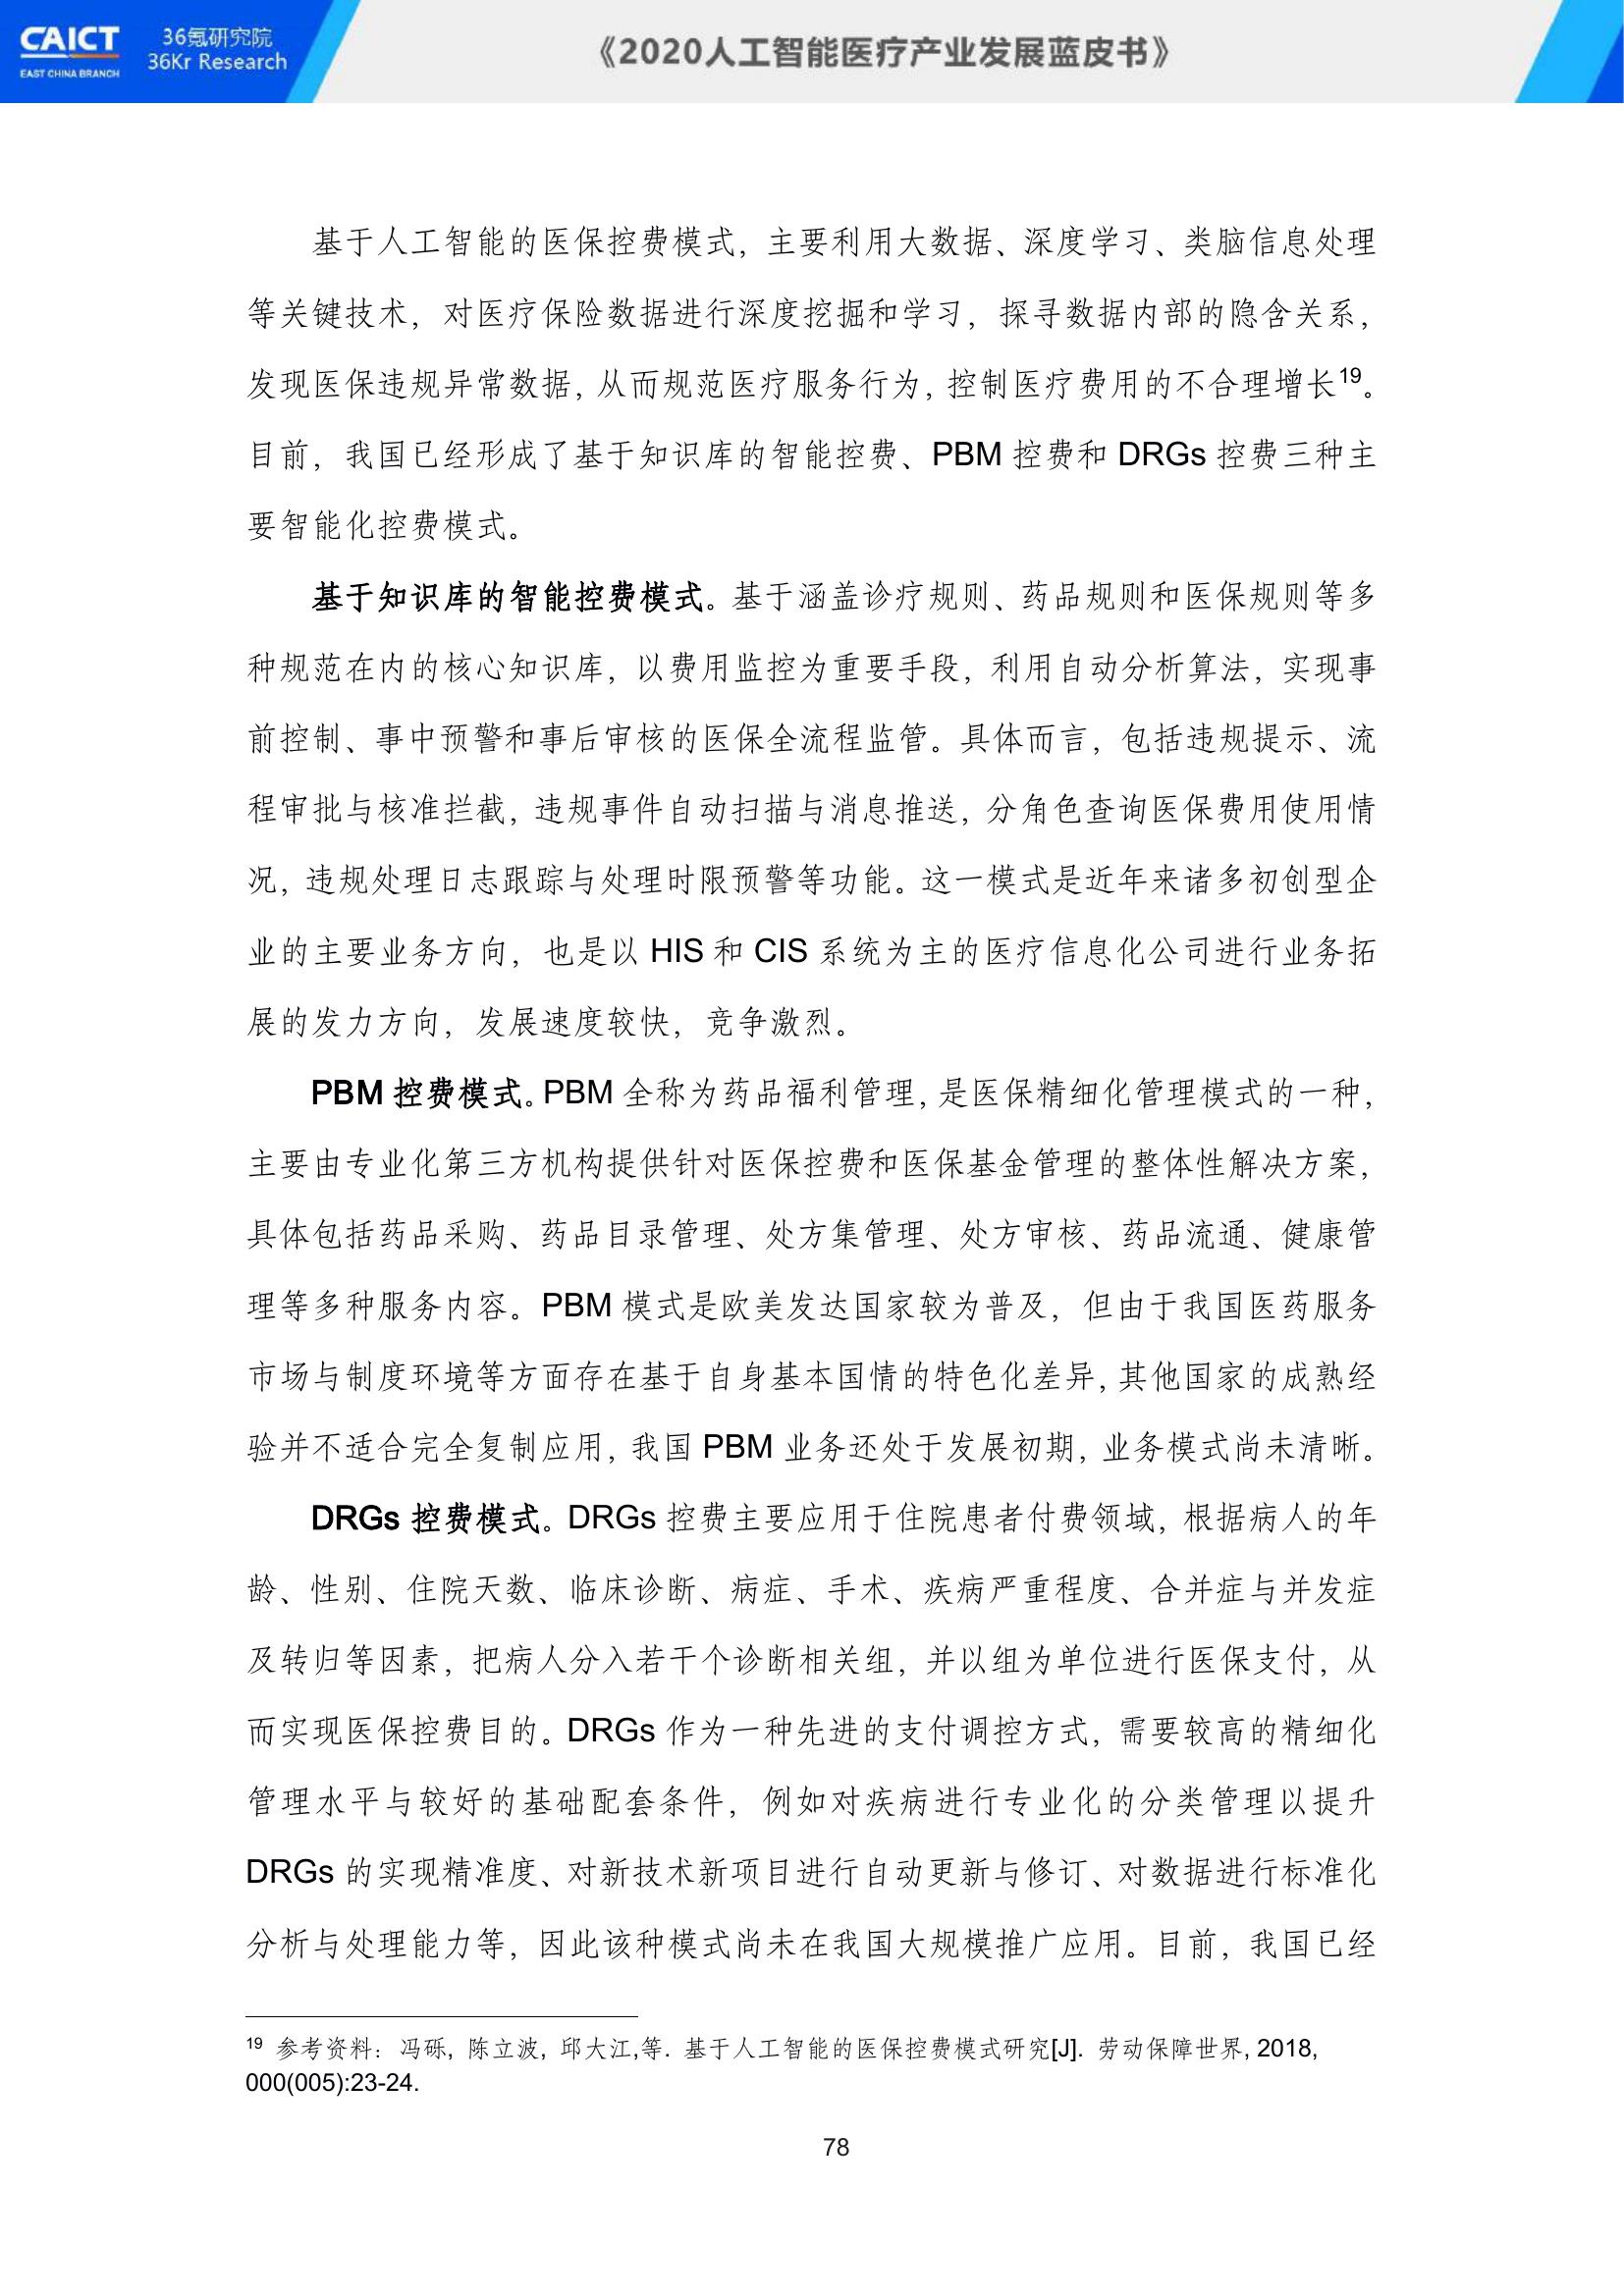 CAICT
EAST CHINA BRANCH
36氪研究院
36Kr Research
《2020人工智能医疗产业发展蓝皮书》
基于人工智能的医保控费模式，主要利用大数据、深度学习、类脑信息处理
等关键技术，对医疗保险数据进行深度挖掘和学习，探寻数据内部的隐含关系，
发现医保违规异常数据，从而规范医疗服务行为，控制医疗费用的不合理增长19。
目前，我国已经形成了基于知识库的智能控费、PBM 控费和 DRGs 控费三种主
要智能化控费模式。
基于知识库的智能控费模式。基于涵盖诊疗规则、药品规则和医保规则等多
种规范在内的核心知识库，以费用监控为重要手段，利用自动分析算法，实现事
前控制、事中预警和事后审核的医保全流程监管。具体而言，包括违规提示、流
程审批与核准拦截，违规事件自动扫描与消息推送，分角色查询医保费用使用情
况，违规处理日志跟踪与处理时限预警等功能。这一模式是近年来诸多初创型企
业的主要业务方向，也是以 HIS 和 CIS 系统为主的医疗信息化公司进行业务拓
展的发力方向，发展速度较快，竞争激烈。
PBM 控费模式。PBM 全称为药品福利管理，是医保精细化管理模式的一种，
主要由专业化第三方机构提供针对医保控费和医保基金管理的整体性解决方案，
具体包括药品采购、药品目录管理、处方集管理、处方审核、药品流通、健康管
理等多种服务内容。PBM 模式是欧美发达国家较为普及，但由于我国医药服务
市场与制度环境等方面存在基于自身基本国情的特色化差异，其他国家的成熟经
验并不适合完全复制应用，我国 PBM 业务还处于发展初期，业务模式尚未清晰。
DRGs 控费模式。DRGs 控费主要应用于住院患者付费领域，根据病人的年
龄、性别、住院天数、临床诊断、病症、手术、疾病严重程度、合并症与并发症
及转归等因素，把病人分入若干个诊断相关组，并以组为单位进行医保支付，从
而实现医保控费目的。DRGs 作为一种先进的支付调控方式，需要较高的精细化
管理水平与较好的基础配套条件，例如对疾病进行专业化的分类管理以提升
DRGs 的实现精准度、对新技术新项目进行自动更新与修订、对数据进行标准化
分析与处理能力等，因此该种模式尚未在我国大规模推广应用。目前，我国已经
19 参考资料：冯砾, 陈立波, 邱大江,等. 基于人工智能的医保控费模式研究[J]. 劳动保障世界, 2018,
000(005):23-24.
78